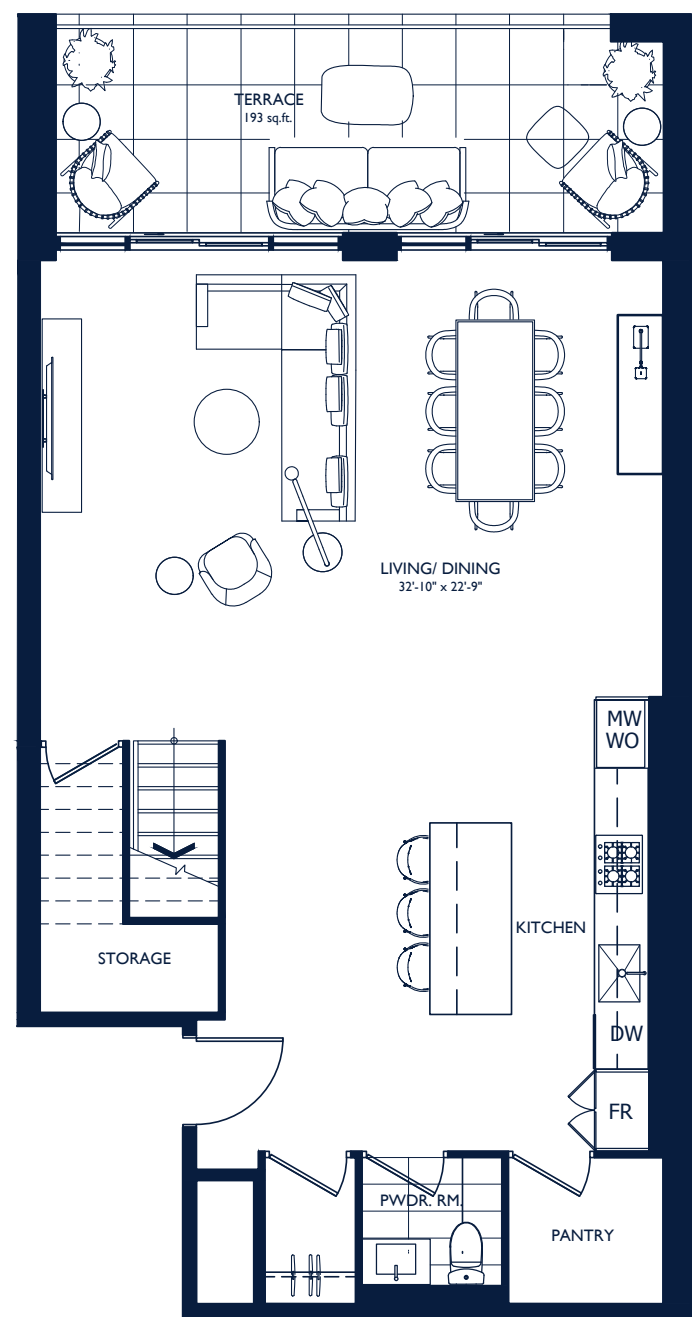 TERRACE
193 sq.ft.
LIVING/ DINING
32'-10" x 22'-9"
MW
WO
KITCHEN
STORAGE
DW
FR
PWDR. RM.
PANTRY